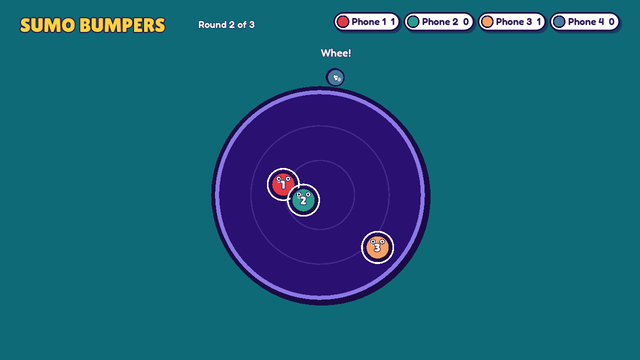 SUMO BUMPERS
Round 2 of 3
Phone 1 1
Phone 2 0
Phone 3 1
Phone 4 0
Whee!
1
2
3